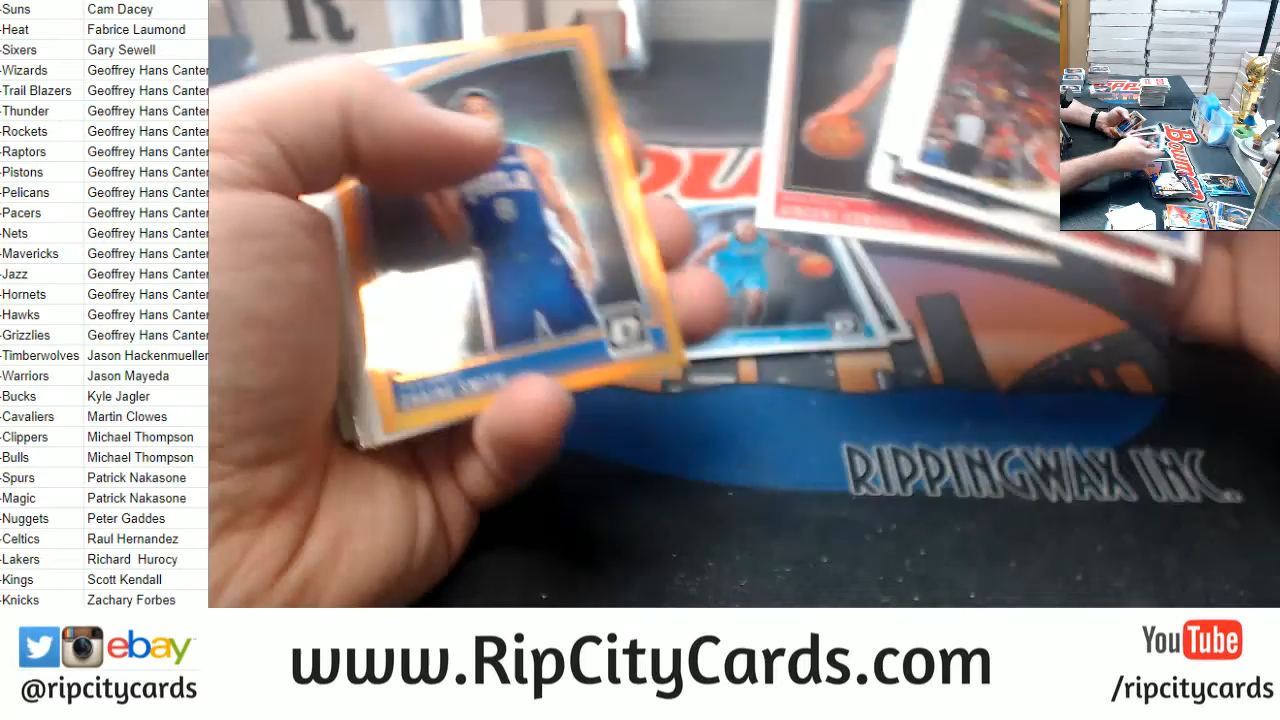 -Suns Cam Dacey
-Heat Fabrice Laumond
-Sixers Gary Sewell
-Wizards Geoffrey Hans Canter
-Trail Blazers Geoffrey Hans Canter
-Thunder Geoffrey Hans Canter
-Rockets Geoffrey Hans Canter
-Raptors Geoffrey Hans Canter
-Pistons Geoffrey Hans Canter
-Pelicans Geoffrey Hans Canter
-Pacers Geoffrey Hans Canter
-Nets Geoffrey Hans Canter
-Mavericks Geoffrey Hans Canter
-Jazz Geoffrey Hans Canter
-Hornets Geoffrey Hans Canter
-Hawks Geoffrey Hans Canter
-Grizzlies Geoffrey Hans Canter
-Timberwolves Jason Hackenmueller
-Warriors Jason Mayeda
-Bucks Kyle Jagler
-Cavaliers Martin Clowes
-Clippers Michael Thompson
-Bulls Michael Thompson
-Spurs Patrick Nakasone
-Magic Patrick Nakasone
-Nuggets Peter Gaddes
-Celtics Raul Hernandez
-Lakers Richard Hurocy
-Kings Scott Kendall
-Knicks Zachary Forbes
RIPPINGWAX INC.
ebay
@ripcitycards
www.RipCityCards.com
YouTube
/ripcitycards